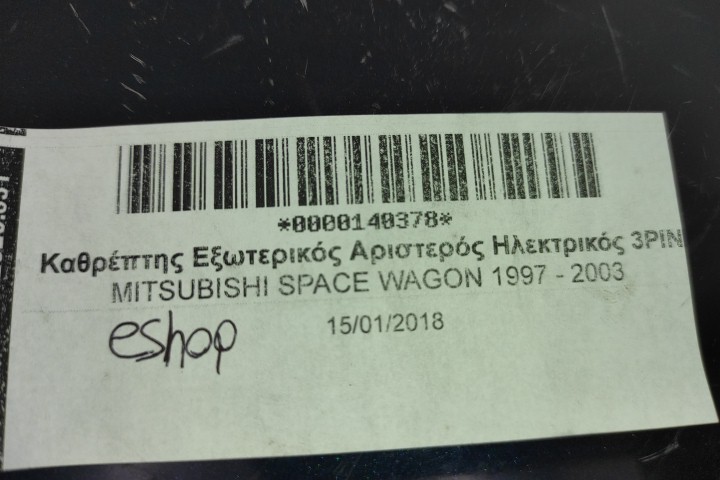 *0000140378*
Καθρέπτης Εξωτερικός Αριστερός Ηλεκτρικός 3PIN
MITSUBISHI SPACE WAGON 1997 - 2003
eshop
15/01/2018